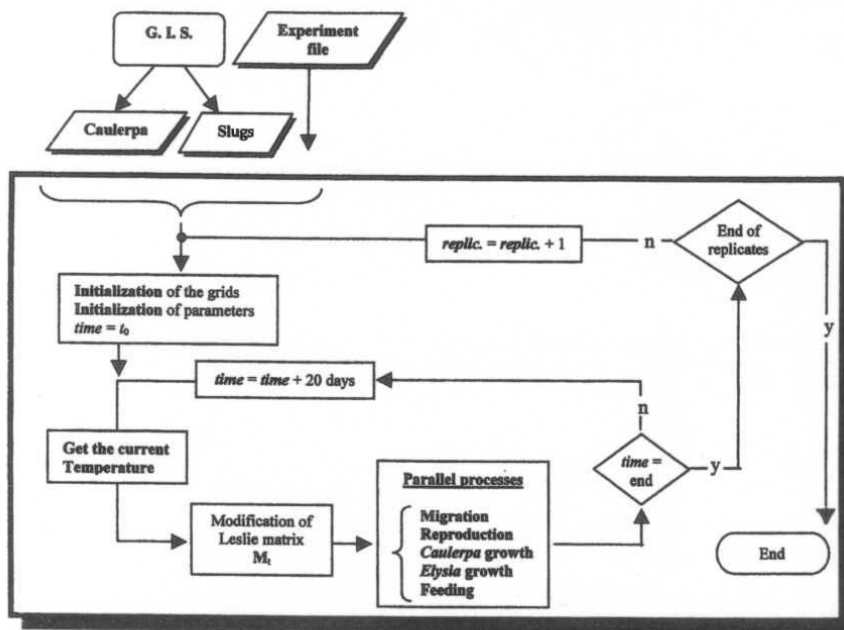 G. I. S.
Experiment
file
Caulerpa
Slugs
replic. = replic. + 1
n
End of
replicates
Initialization of the grids
Initialization of parameters
time = t₀
y
time = time + 20 days
n
Get the current
Temperature
time =
end
y
Parallel processes
Migration
Reproduction
Caulerpa growth
Elysia growth
Feeding
Modification of
Leslie matrix
Mₜ
End